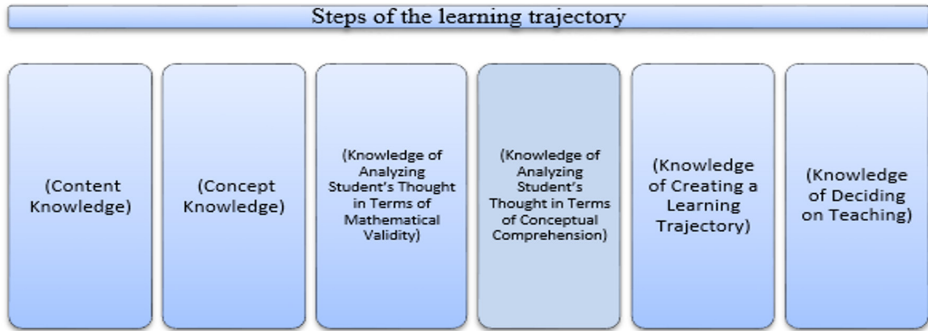 Steps of the learning trajectory
(Content
Knowledge)
(Concept
Knowledge)
(Knowledge of
Analyzing
Student's Thought
in Terms of
Mathematical
Validity)
(Knowledge of
Analyzing
Student's
Thought in Terms
of Conceptual
Comprehension)
(Knowledge
of Creating a
Learning
Trajectory)
(Knowledge
of Deciding
on Teaching)